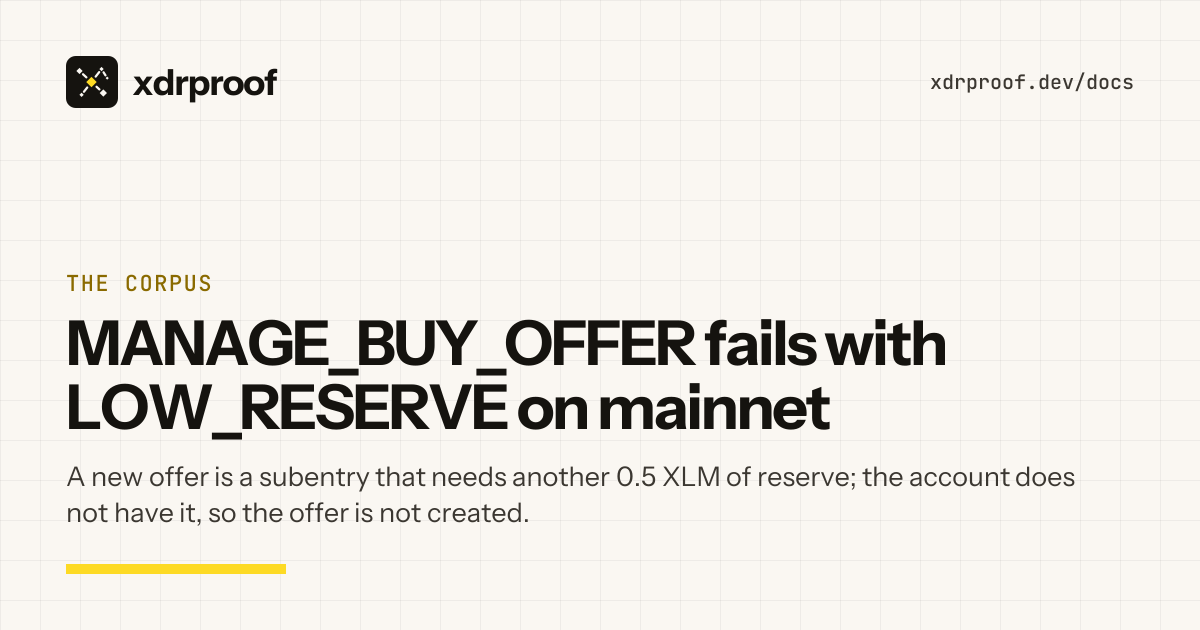 xdrproof
xdrproof.dev/docs
THE CORPUS
MANAGE_BUY_OFFER fails with
LOW_RESERVE on mainnet
A new offer is a subentry that needs another 0.5 XLM of reserve; the account does
not have it, so the offer is not created.